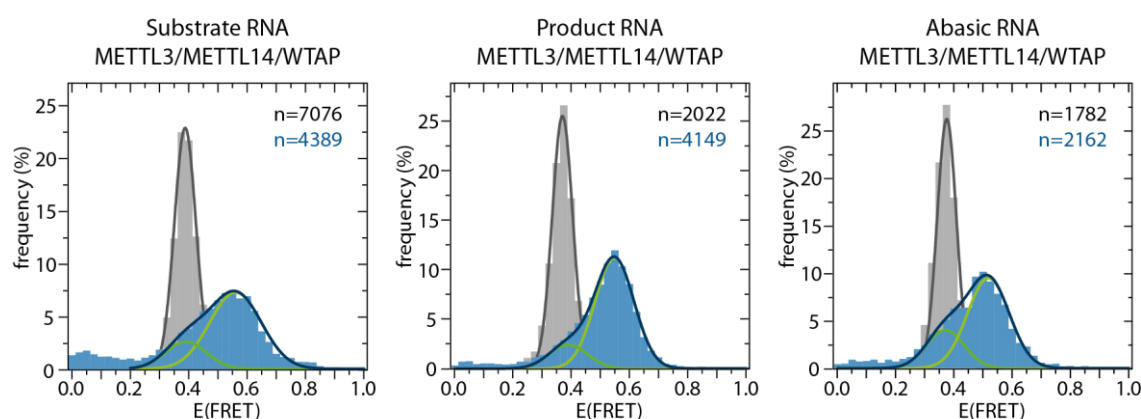 Substrate RNA
METTL3/METTL14/WTAP
n=7076
n=4389
frequency (%)
25
20
15
10
5
0
0.0 0.2 0.4 0.6 0.8 1.0
E(FRET)
Product RNA
METTL3/METTL14/WTAP
n=2022
n=4149
frequency (%)
25
20
15
10
5
0
0.0 0.2 0.4 0.6 0.8 1.0
E(FRET)
Abasic RNA
METTL3/METTL14/WTAP
n=1782
n=2162
frequency (%)
25
20
15
10
5
0
0.0 0.2 0.4 0.6 0.8 1.0
E(FRET)